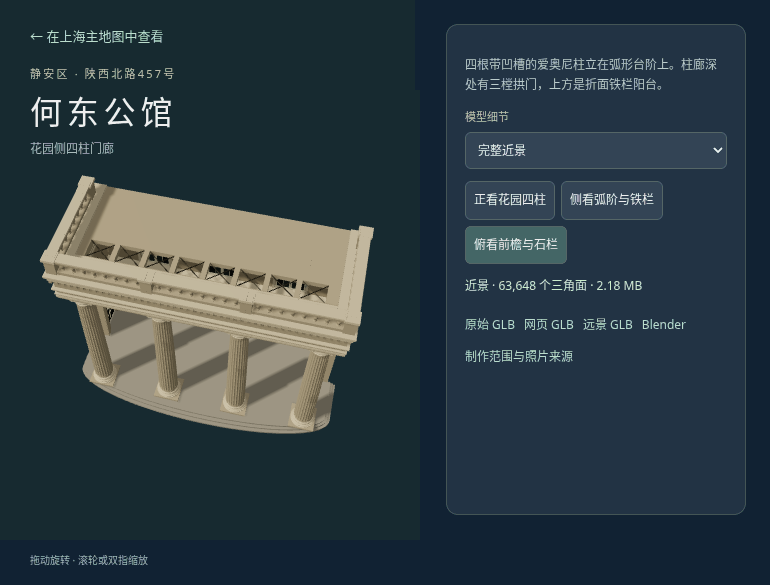 ← 在上海主地图中查看
静安区 · 陕西北路457号
何东公馆
花园侧四柱门廊
四根带凹槽的爱奥尼柱立在弧形台阶上。柱廊深
处有三樘拱门，上方是折面铁栏阳台。
模型细节
完整近景
正看花园四柱
侧看弧阶与铁栏
俯看前檐与石栏
近景 · 63,648 个三角面 · 2.18 MB
原始 GLB 网页 GLB 远景 GLB Blender
制作范围与照片来源
拖动旋转 · 滚轮或双指缩放